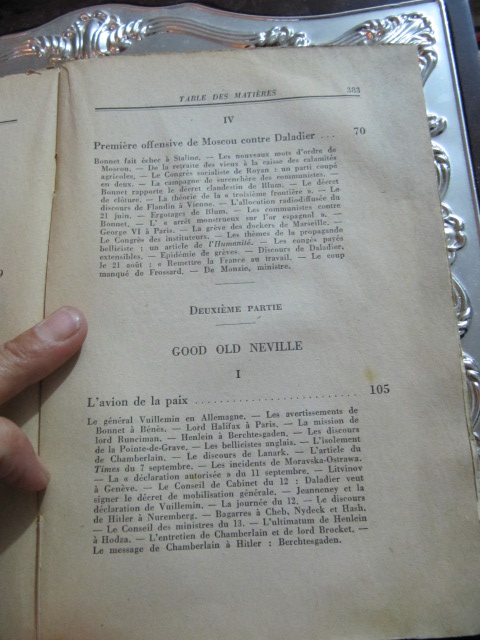 TABLE DES MATIÈRES 383
IV
Première offensive de Moscou contre Daladier ... 70
Bonnet fait échec à Staline. — Les nouveaux mots d'ordre de
Moscou. — De la retraite des vieux à la caisse des calamités
agricoles. — Le Congrès socialiste de Royan : un parti coupé
en deux. — La campagne de surenchère des communistes. —
Bonnet rapporte le décret clandestin de Blum. — Le décret
de clôture. — La théorie de la « troisième frontière ». — Le
discours de Flandin à Vienne. — L'allocution radiodiffusée du
21 juin. — Ergotages de Blum. — Les communistes contre
Bonnet. — L' « arrêt monstrueux sur l'or espagnol ». —
George VI à Paris. — La grève des dockers de Marseille. —
Le Congrès des instituteurs. — Les thèmes de la propagande
belliciste : un article de l'Humanité. — Les congés payés
extensibles. — Epidémie de grèves. — Discours de Daladier,
le 21 août : « Remettre la France au travail. — Le coup
manqué de Frossard. — De Monzie, ministre.
DEUXIÈME PARTIE
GOOD OLD NEVILLE
I
L'avion de la paix ........................... 105
Le général Vuillemin en Allemagne. — Les avertissements de
Bonnet à Bénès. — Lord Halifax à Paris. — La mission de
lord Runciman. — Henlein à Berchtesgaden. — Les discours
de la Pointe-de-Grave. — Les bellicistes anglais. — L'isolement
de Chamberlain. — Le discours de Lanark. — L'article du
Times du 7 septembre. — Les incidents de Moravska-Ostrawa.
— La « déclaration autorisée » du 11 septembre. — Litvinov
à Genève. — Le Conseil de Cabinet du 12 : Daladier veut
signer le décret de mobilisation générale. — Jeanneney et la
déclaration de Vuillemin. — La journée du 12. — Le discours
de Hitler à Nuremberg. — Bagarres à Cheb, Nydeck et Hash.
— Le Conseil des ministres du 13. — L'ultimatum de Henlein
à Hodza. — L'entretien de Chamberlain et de lord Brocket. —
Le message de Chamberlain à Hitler : Berchtesgaden.